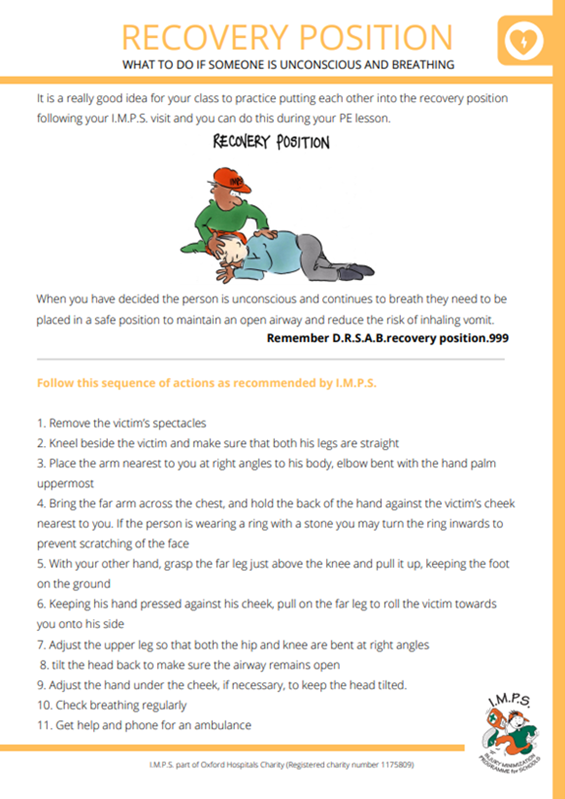 RECOVERY POSITION
WHAT TO DO IF SOMEONE IS UNCONSCIOUS AND BREATHING
It is a really good idea for your class to practice putting each other into the recovery position
following your I.M.P.S. visit and you can do this during your PE lesson.
RECOVERY POSITION
IMPS
When you have decided the person is unconscious and continues to breath they need to be
placed in a safe position to maintain an open airway and reduce the risk of inhaling vomit.
Remember D.R.S.A.B.recovery position.999
Follow this sequence of actions as recommended by I.M.P.S.
1. Remove the victim's spectacles
2. Kneel beside the victim and make sure that both his legs are straight
3. Place the arm nearest to you at right angles to his body, elbow bent with the hand palm
uppermost
4. Bring the far arm across the chest, and hold the back of the hand against the victim's cheek
nearest to you. If the person is wearing a ring with a stone you may turn the ring inwards to
prevent scratching of the face
5. With your other hand, grasp the far leg just above the knee and pull it up, keeping the foot
on the ground
6. Keeping his hand pressed against his cheek, pull on the far leg to roll the victim towards
you onto his side
7. Adjust the upper leg so that both the hip and knee are bent at right angles
8. tilt the head back to make sure the airway remains open
9. Adjust the hand under the cheek, if necessary, to keep the head tilted.
10. Check breathing regularly
11. Get help and phone for an ambulance
I.M.P.S.
INJURY MINIMIZATION
PROGRAMME for SCHOOLS
I.M.P.S. part of Oxford Hospitals Charity (Registered charity number 1175809)